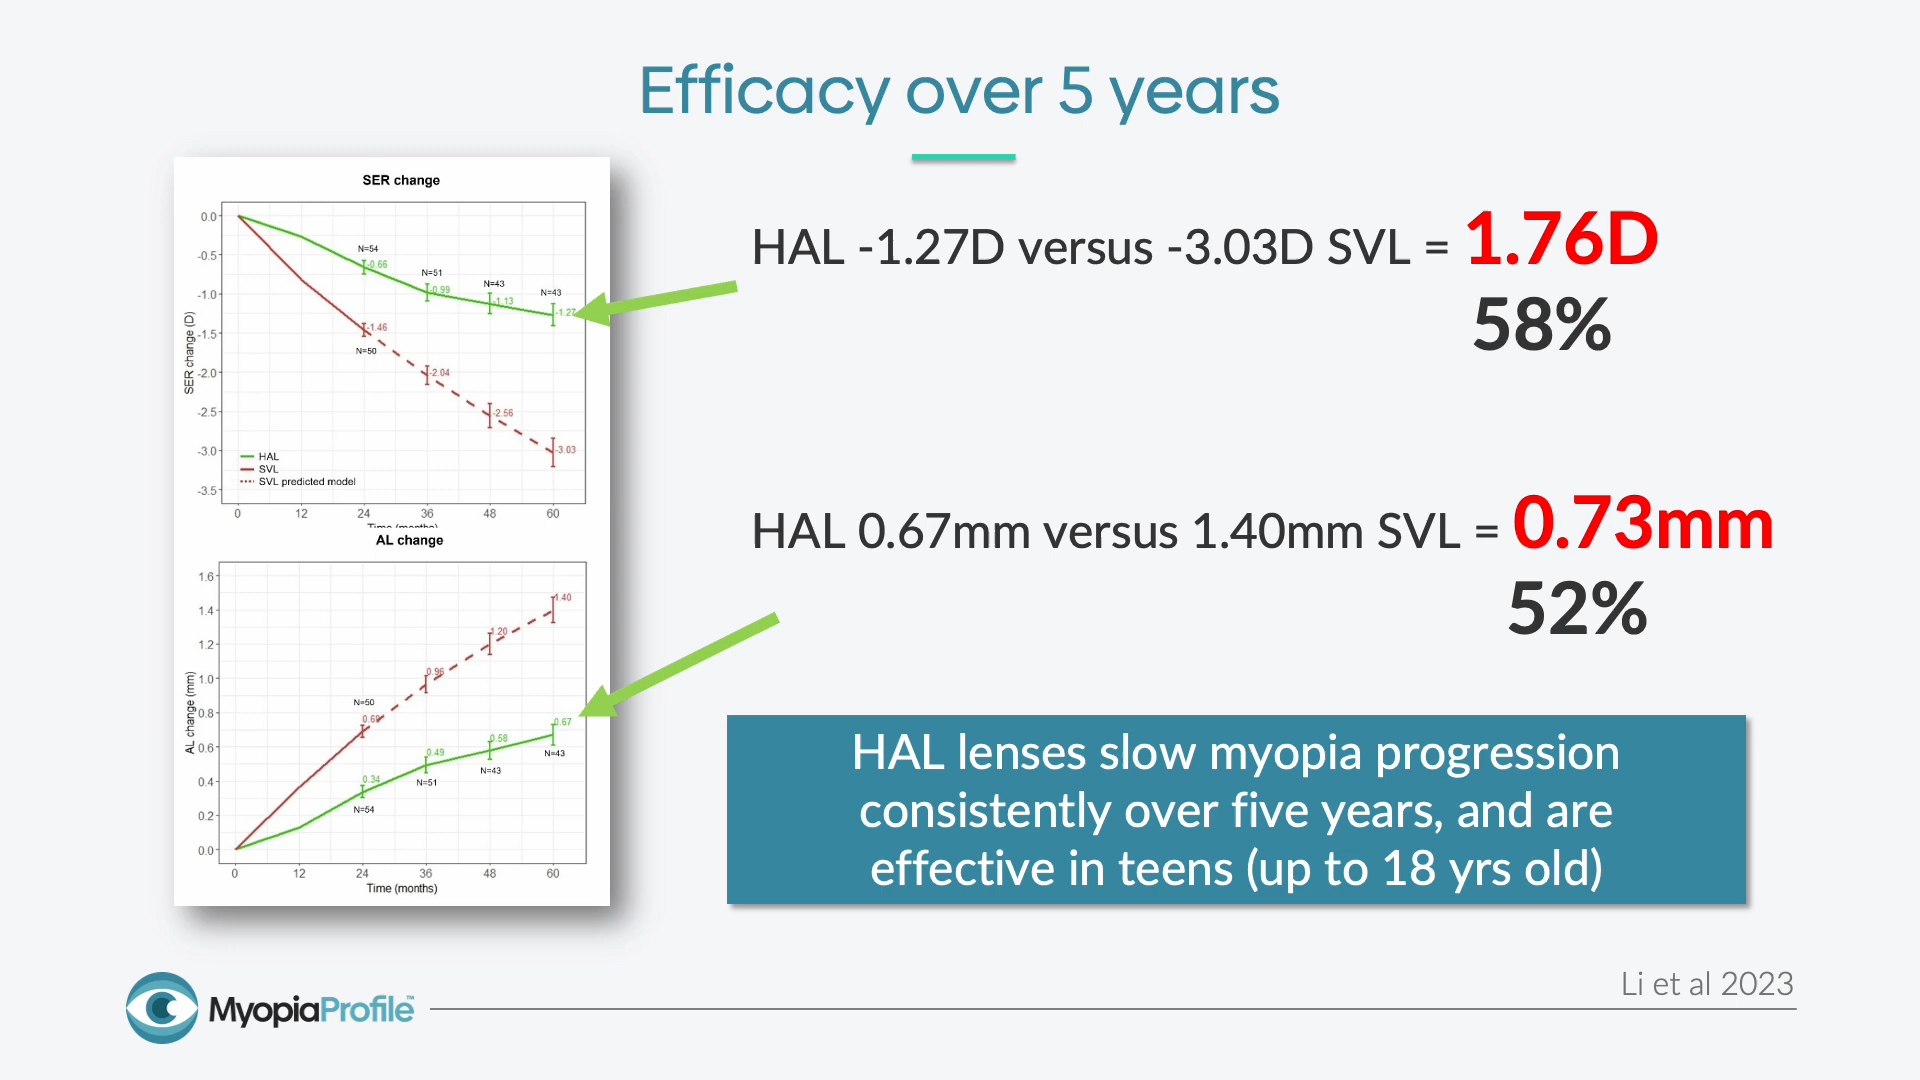 Efficacy over 5 years
SER change
SER change (D)
0.0
-0.5
-1.0
-1.5
-2.0
-2.5
-3.0
-3.5
N=54
-0.66
N=51
-0.99
N=43
-1.13
N=43
-1.27
-1.46
N=50
-2.04
-2.56
-3.03
HAL
SVL
SVL predicted model
0 12 24 36 48 60
Time (months)
AL change
AL change (mm)
1.6
1.4
1.2
1.0
0.8
0.6
0.4
0.2
0.0
1.40
1.20
0.96
N=50
0.69
0.67
0.58
0.49
0.34
N=43
N=43
N=51
N=54
0 12 24 36 48 60
Time (months)
HAL -1.27D versus -3.03D SVL = 1.76D
58%
HAL 0.67mm versus 1.40mm SVL = 0.73mm
52%
HAL lenses slow myopia progression
consistently over five years, and are
effective in teens (up to 18 yrs old)
Li et al 2023
MyopiaProfile™